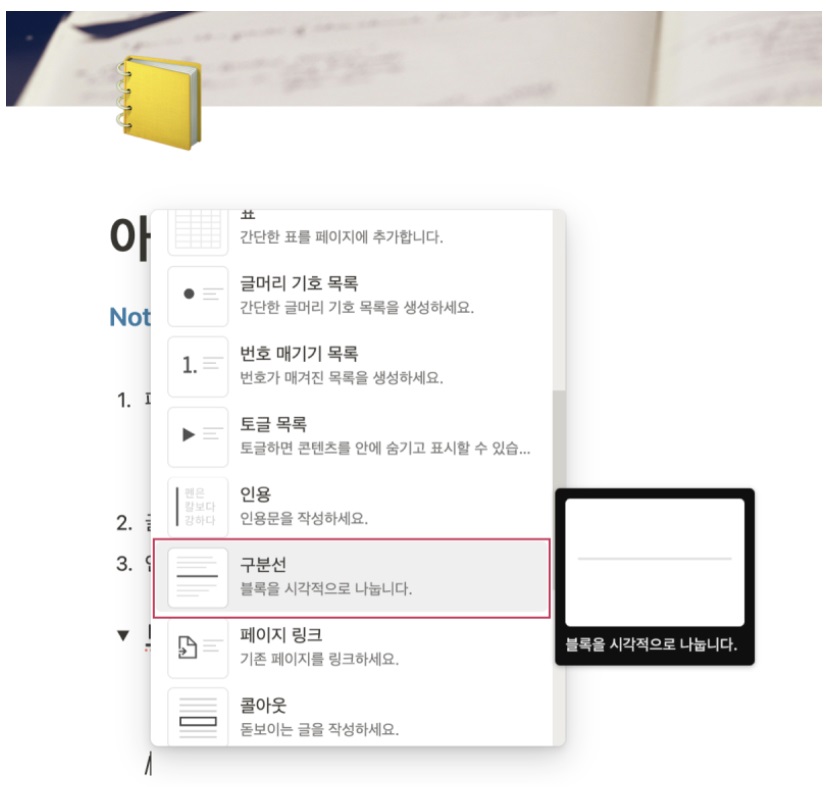 아
Not
표
간단한 표를 페이지에 추가합니다.
글머리 기호 목록
간단한 글머리 기호 목록을 생성하세요.
1.
번호 매기기 목록
번호가 매겨진 목록을 생성하세요.
1.
토글 목록
토글하면 콘텐츠를 안에 숨기고 표시할 수 있습...
펜은
칼보다
강하다
인용
인용문을 작성하세요.
2.
3.
구분선
블록을 시각적으로 나눕니다.
블록을 시각적으로 나눕니다.
페이지 링크
기존 페이지를 링크하세요.
콜아웃
돋보이는 글을 작성하세요.
/